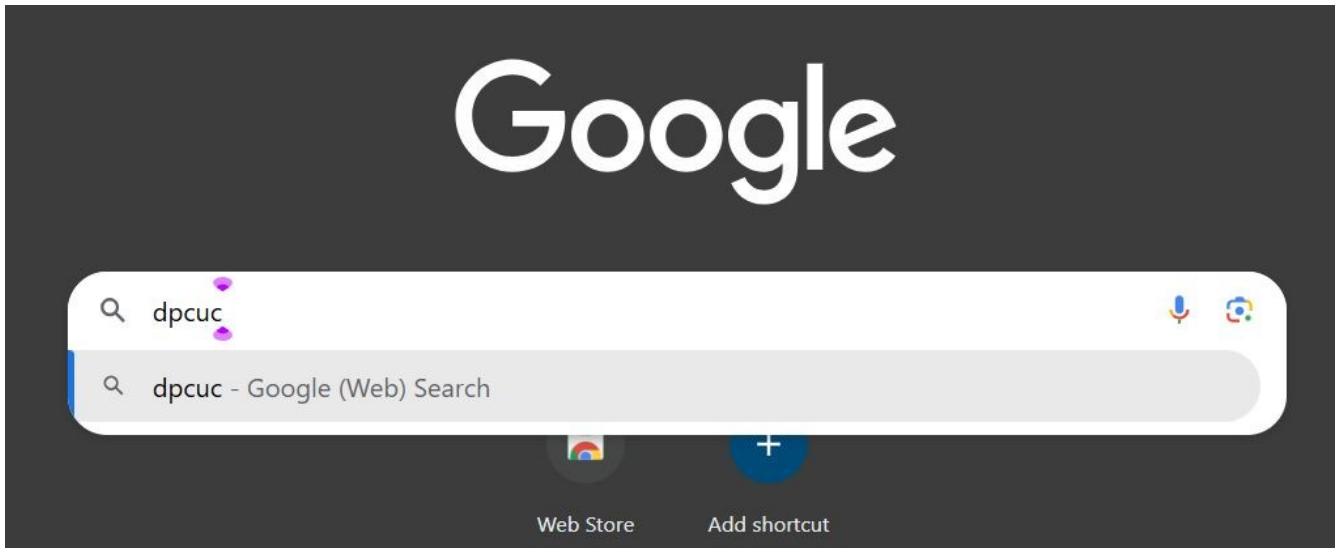 Google
dpcuc
dpcuc - Google (Web) Search
Web Store
Add shortcut